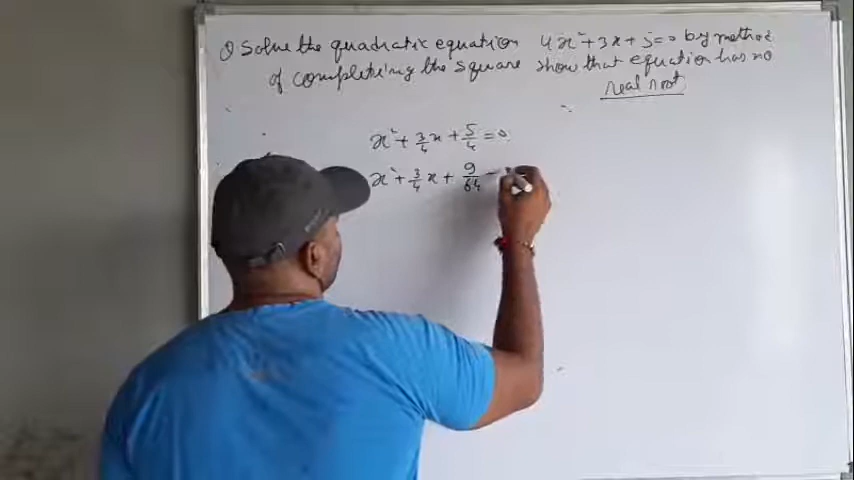 Q Solve the quadratic equation 4x² + 3x + 5 = 0 by method
of completing the square show that equation has no
real root
x² + 3/4 x + 5/4 = 0
x² + 3/4 x + 9/64 -